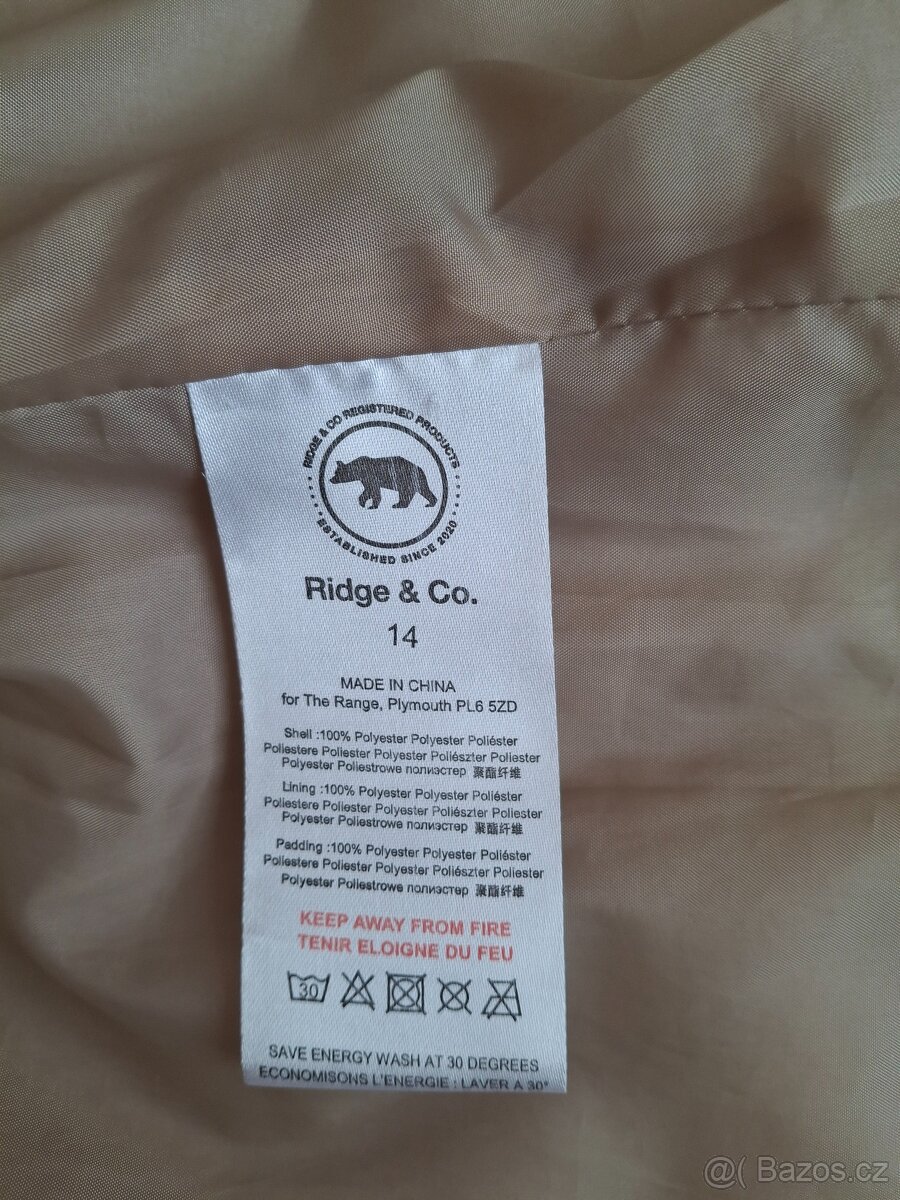 RIDGE & CO REGISTERED PRODUCTS
ESTABLISHED SINCE 2020
Ridge & Co.
14
MADE IN CHINA
for The Range, Plymouth PL6 5ZD
Shell :100% Polyester Polyester Poliéster
Poliestere Poliester Polyester Poliészter Poliester
Polyester Poliestrowe полиэстер 聚酯纤维
Lining :100% Polyester Polyester Poliéster
Poliestere Poliester Polyester Poliészter Poliester
Polyester Poliestrowe полиэстер 聚酯纤维
Padding :100% Polyester Polyester Poliéster
Poliestere Poliester Polyester Poliészter Poliester
Polyester Poliestrowe полиэстер 聚酯纤维
KEEP AWAY FROM FIRE
TENIR ELOIGNE DU FEU
30
SAVE ENERGY WASH AT 30 DEGREES
ECONOMISONS L'ENERGIE : LAVER A 30°
@( Bazos.cz